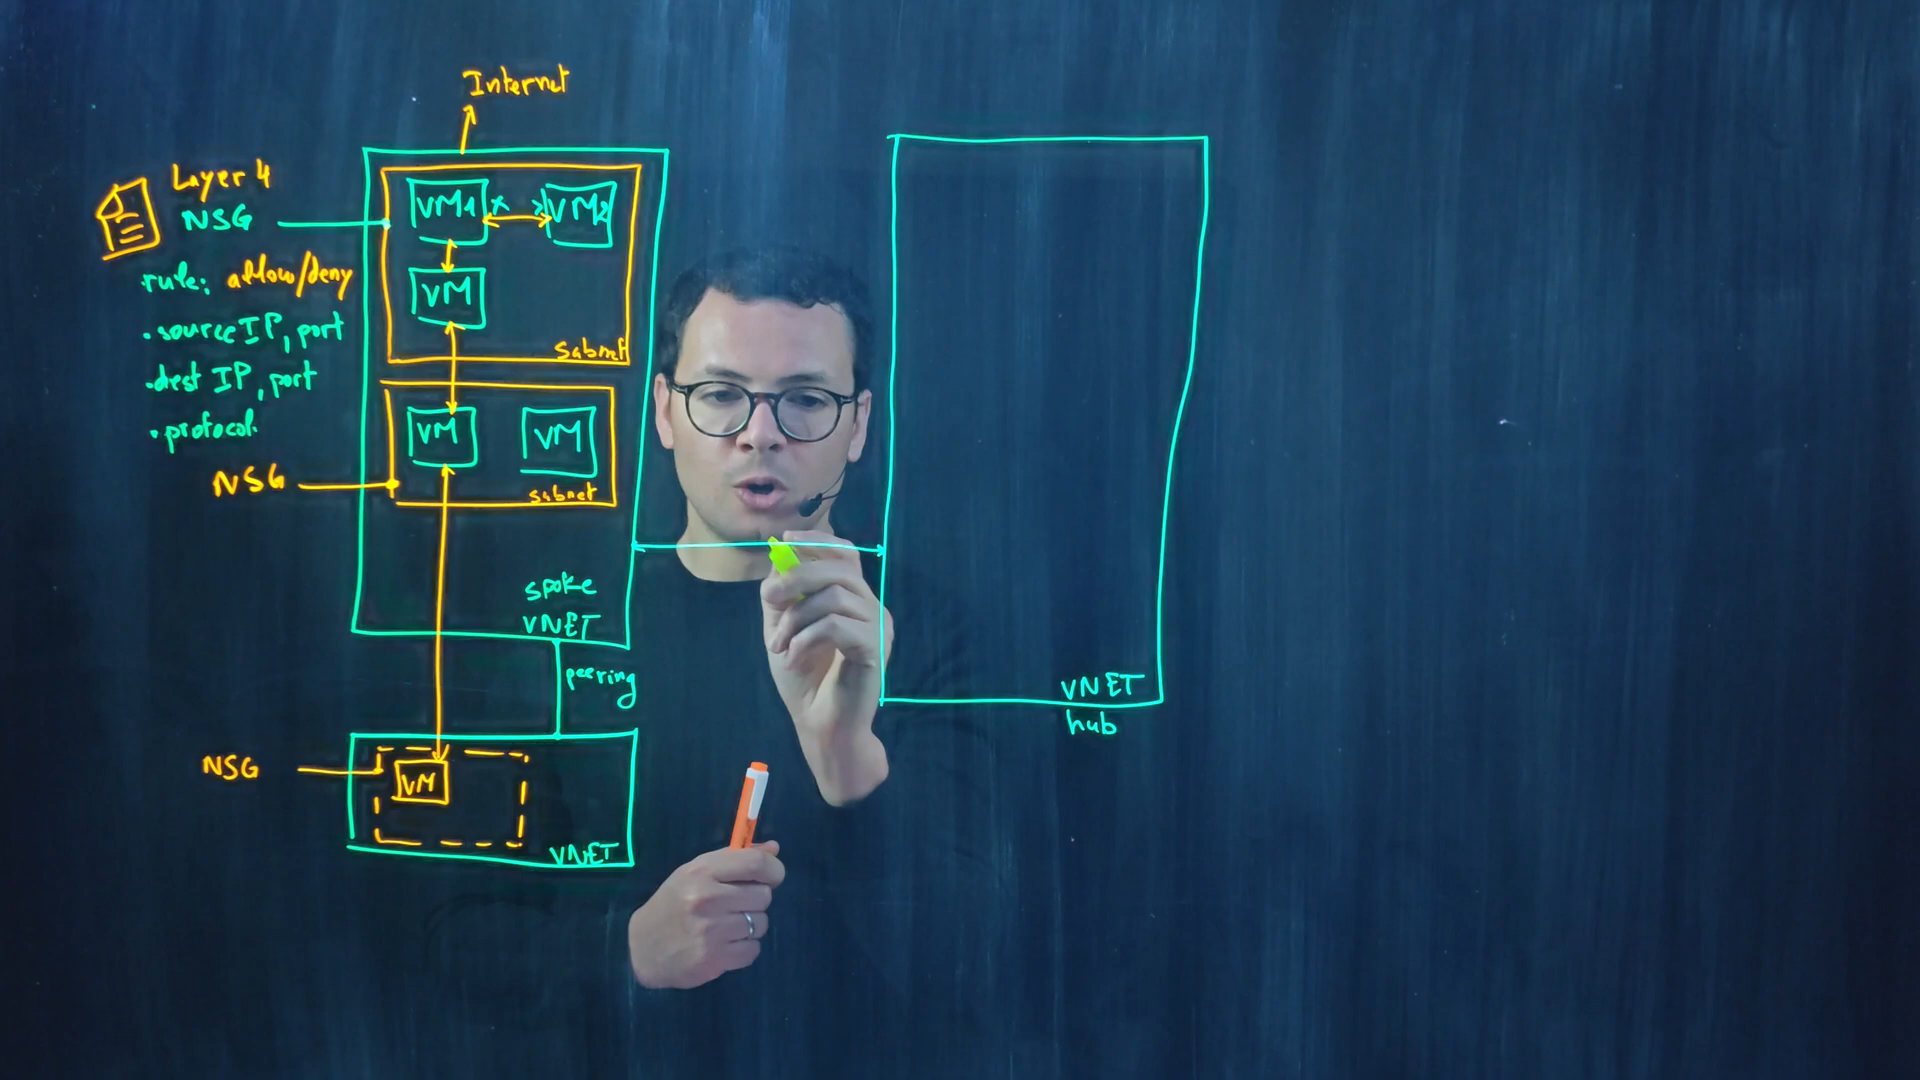 Internet
Layer 4
NSG
.rule: allow/deny
.source IP, port
.dest IP, port
.protocol.
NSG
VM1 x > VM2
VM
Subnet
VM
VM
subnet
spoke
VNET
peering
NSG
VM
VNET
VNET
hub